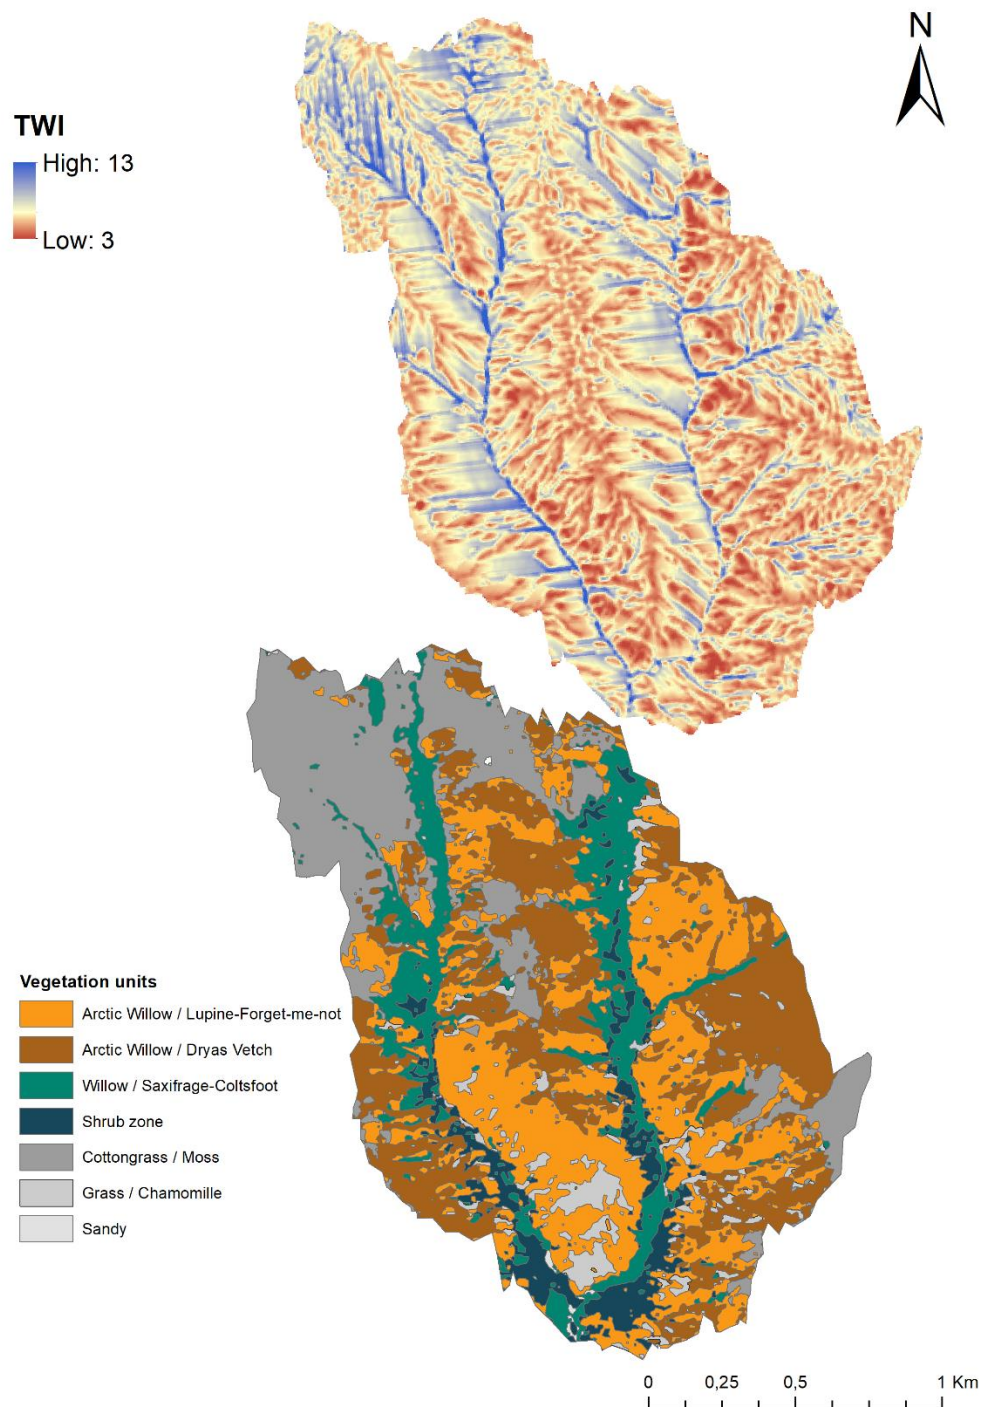 N
TWI
High: 13
Low: 3
Vegetation units
Arctic Willow / Lupine-Forget-me-not
Arctic Willow / Dryas Vetch
Willow / Saxifrage-Coltsfoot
Shrub zone
Cottongrass / Moss
Grass / Chamomille
Sandy
0 0,25 0,5 1 Km